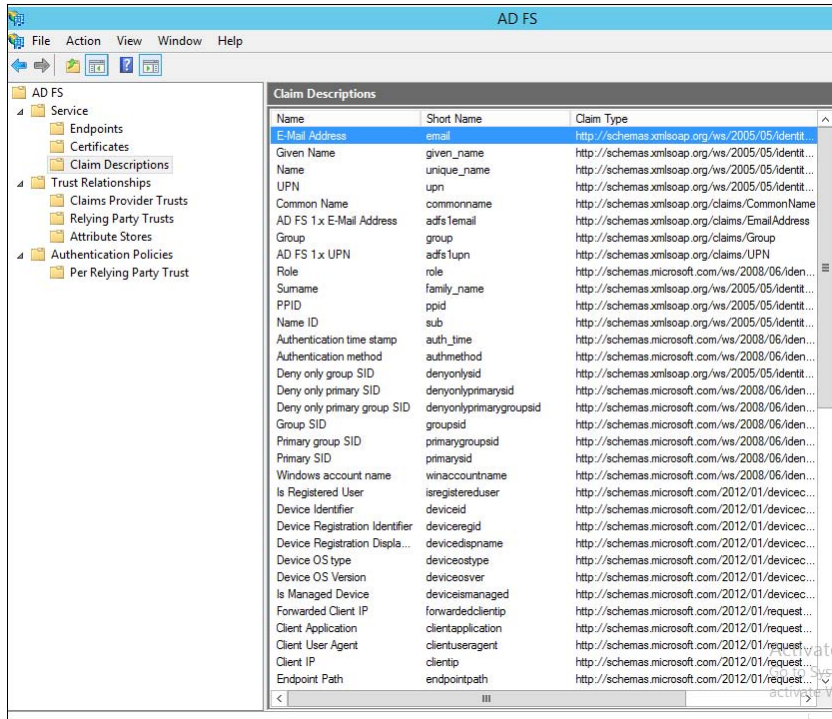 AD FS
File Action View Window Help
AD FS
Service
Endpoints
Certificates
Claim Descriptions
Trust Relationships
Claims Provider Trusts
Relying Party Trusts
Attribute Stores
Authentication Policies
Per Relying Party Trust
Claim Descriptions
Name Short Name Claim Type
E-Mail Address email http://schemas.xmlsoap.org/ws/2005/05/identit...
Given Name given_name http://schemas.xmlsoap.org/ws/2005/05/identit...
Name unique_name http://schemas.xmlsoap.org/ws/2005/05/identit...
UPN upn http://schemas.xmlsoap.org/ws/2005/05/identit...
Common Name commonname http://schemas.xmlsoap.org/claims/CommonName
AD FS 1.x E-Mail Address adfs1email http://schemas.xmlsoap.org/claims/EmailAddress
Group group http://schemas.xmlsoap.org/claims/Group
AD FS 1.x UPN adfs1upn http://schemas.xmlsoap.org/claims/UPN
Role role http://schemas.microsoft.com/ws/2008/06/iden...
Surname family_name http://schemas.xmlsoap.org/ws/2005/05/identit...
PPID ppid http://schemas.xmlsoap.org/ws/2005/05/identit...
Name ID sub http://schemas.xmlsoap.org/ws/2005/05/identit...
Authentication time stamp auth_time http://schemas.microsoft.com/ws/2008/06/iden...
Authentication method authmethod http://schemas.microsoft.com/ws/2008/06/iden...
Deny only group SID denyonlysid http://schemas.xmlsoap.org/ws/2005/05/identit...
Deny only primary SID denyonlyprimarysid http://schemas.microsoft.com/ws/2008/06/iden...
Deny only primary group SID denyonlyprimarygroupsid http://schemas.microsoft.com/ws/2008/06/iden...
Group SID groupsid http://schemas.microsoft.com/ws/2008/06/iden...
Primary group SID primarygroupsid http://schemas.microsoft.com/ws/2008/06/iden...
Primary SID primarysid http://schemas.microsoft.com/ws/2008/06/iden...
Windows account name winaccountname http://schemas.microsoft.com/ws/2008/06/iden...
Is Registered User isregistereduser http://schemas.microsoft.com/2012/01/devicec...
Device Identifier deviceid http://schemas.microsoft.com/2012/01/devicec...
Device Registration Identifier deviceregid http://schemas.microsoft.com/2012/01/devicec...
Device Registration Displa... devicedispname http://schemas.microsoft.com/2012/01/devicec...
Device OS type deviceostype http://schemas.microsoft.com/2012/01/devicec...
Device OS Version deviceosver http://schemas.microsoft.com/2012/01/devicec...
Is Managed Device deviceismanaged http://schemas.microsoft.com/2012/01/devicec...
Forwarded Client IP forwardedclientip http://schemas.microsoft.com/2012/01/request...
Client Application clientapplication http://schemas.microsoft.com/2012/01/request...
Client User Agent clientuseragent http://schemas.microsoft.com/2012/01/request...
Client IP clientip http://schemas.microsoft.com/2012/01/request...
Endpoint Path endpointpath http://schemas.microsoft.com/2012/01/request...